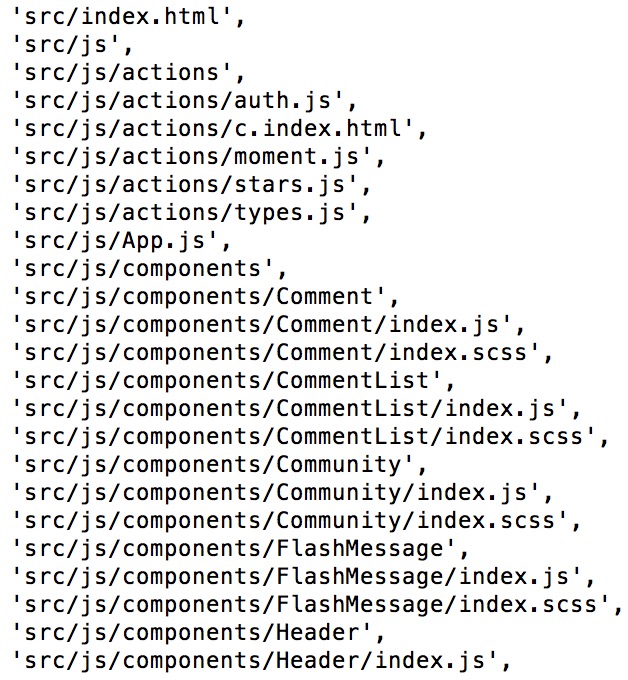 'src/index.html',
'src/js',
'src/js/actions',
'src/js/actions/auth.js',
'src/js/actions/c.index.html',
'src/js/actions/moment.js',
'src/js/actions/stars.js',
'src/js/actions/types.js',
'src/js/App.js',
'src/js/components',
'src/js/components/Comment',
'src/js/components/Comment/index.js',
'src/js/components/Comment/index.scss',
'src/js/components/CommentList',
'src/js/components/CommentList/index.js',
'src/js/components/CommentList/index.scss',
'src/js/components/Community',
'src/js/components/Community/index.js',
'src/js/components/Community/index.scss',
'src/js/components/FlashMessage',
'src/js/components/FlashMessage/index.js',
'src/js/components/FlashMessage/index.scss',
'src/js/components/Header',
'src/js/components/Header/index.js',